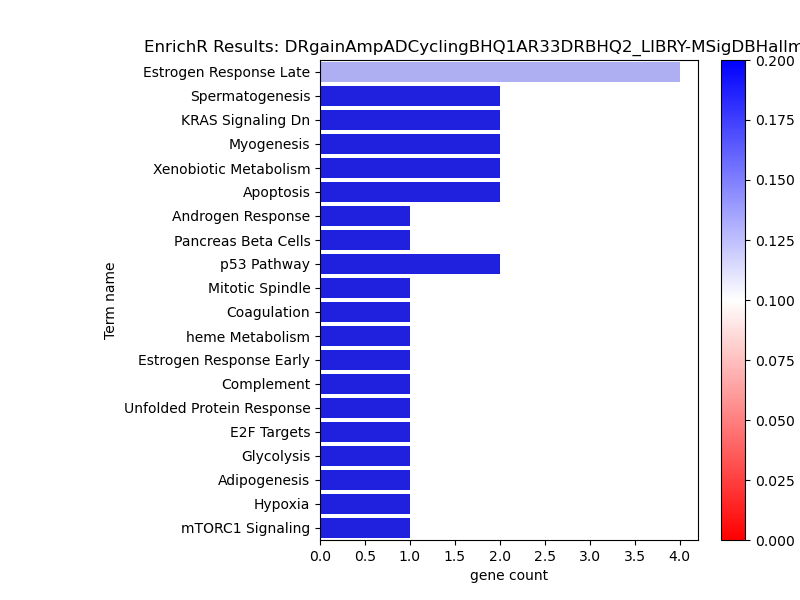 EnrichR Results: DRgainAmpADCyclingBHQ1AR33DRBHQ2_LIBRY-MSigDBHallm
Estrogen Response Late
Spermatogenesis
KRAS Signaling Dn
Myogenesis
Xenobiotic Metabolism
Apoptosis
Androgen Response
Pancreas Beta Cells
p53 Pathway
Mitotic Spindle
Coagulation
heme Metabolism
Estrogen Response Early
Complement
Unfolded Protein Response
E2F Targets
Glycolysis
Adipogenesis
Hypoxia
mTORC1 Signaling
Term name
0.0 0.5 1.0 1.5 2.0 2.5 3.0 3.5 4.0
gene count
0.200
0.175
0.150
0.125
0.100
0.075
0.050
0.025
0.000